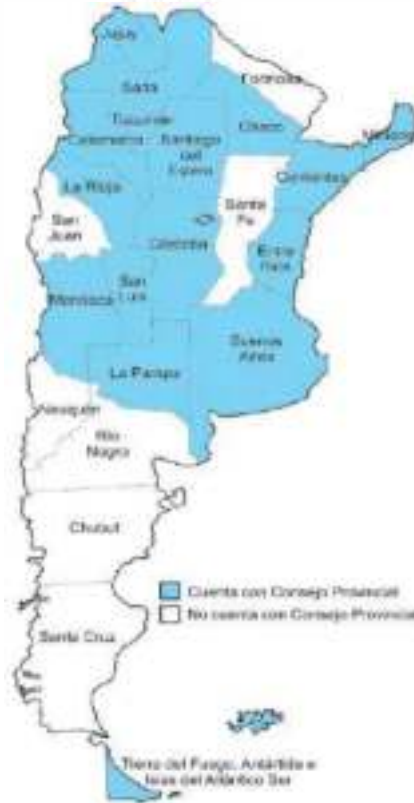 Jujuy
Formosa
Salta
Tucumán
Chaco
Catamarca
Santiago
del
Estero
Misiones
La Rioja
Corrientes
Santa
Fe
San
Juan
Córdoba
Entre
Ríos
San
Luis
Mendoza
Buenos
Aires
La Pampa
Neuquén
Río
Negro
Chubut
Cuenta con Consejo Provincial
No cuenta con Consejo Provincial
Santa Cruz
Tierra del Fuego, Antártida e
Islas del Atlántico Sur